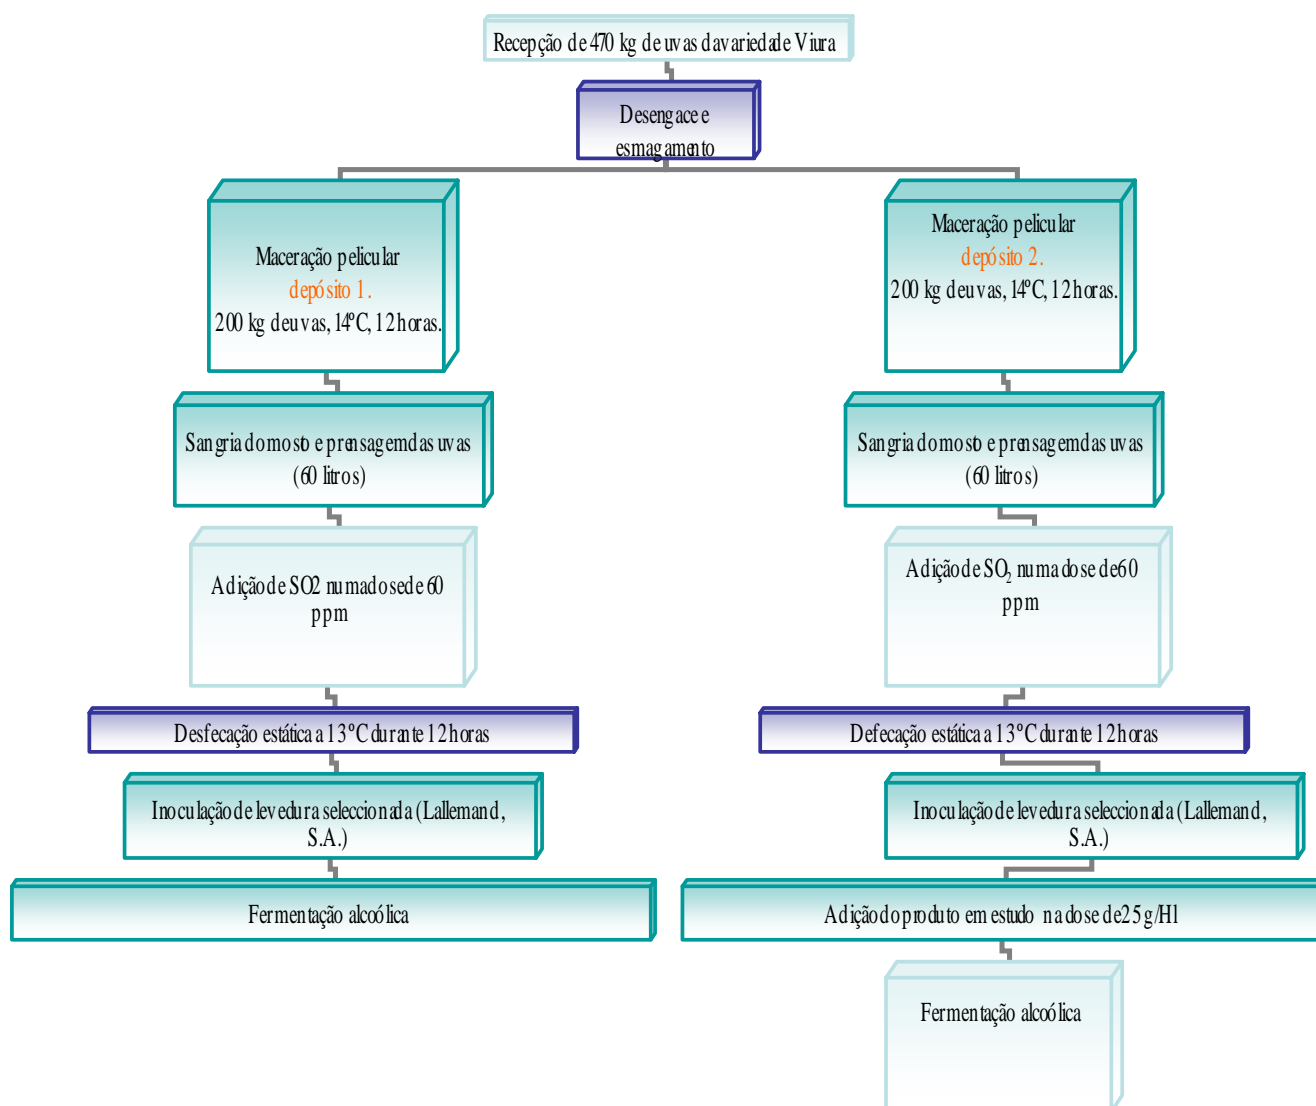 Recepção de 470 kg de uvas da variedade Viura
Desengace e
esmagamento
Maceração pelicular
depósito 1.
200 kg de uvas, 14ºC, 12 horas.
Maceração pelicular
depósito 2.
200 kg de uvas, 14ºC, 12 horas.
Sangria do mosto e prensagem das uvas
(60 litros)
Sangria do mosto e prensagem das uvas
(60 litros)
Adição de SO2 numa dose de 60
ppm
Adição de SO₂ numa dose de 60
ppm
Desfecação estática a 13ºC durante 12 horas
Defecação estática a 13ºC durante 12 horas
Inoculação de levedura seleccionada (Lallemand,
S.A.)
Inoculação de levedura seleccionada (Lallemand,
S.A.)
Fermentação alcoólica
Adição do produto em estudo na dose de 25 g/Hl
Fermentação alcoólica